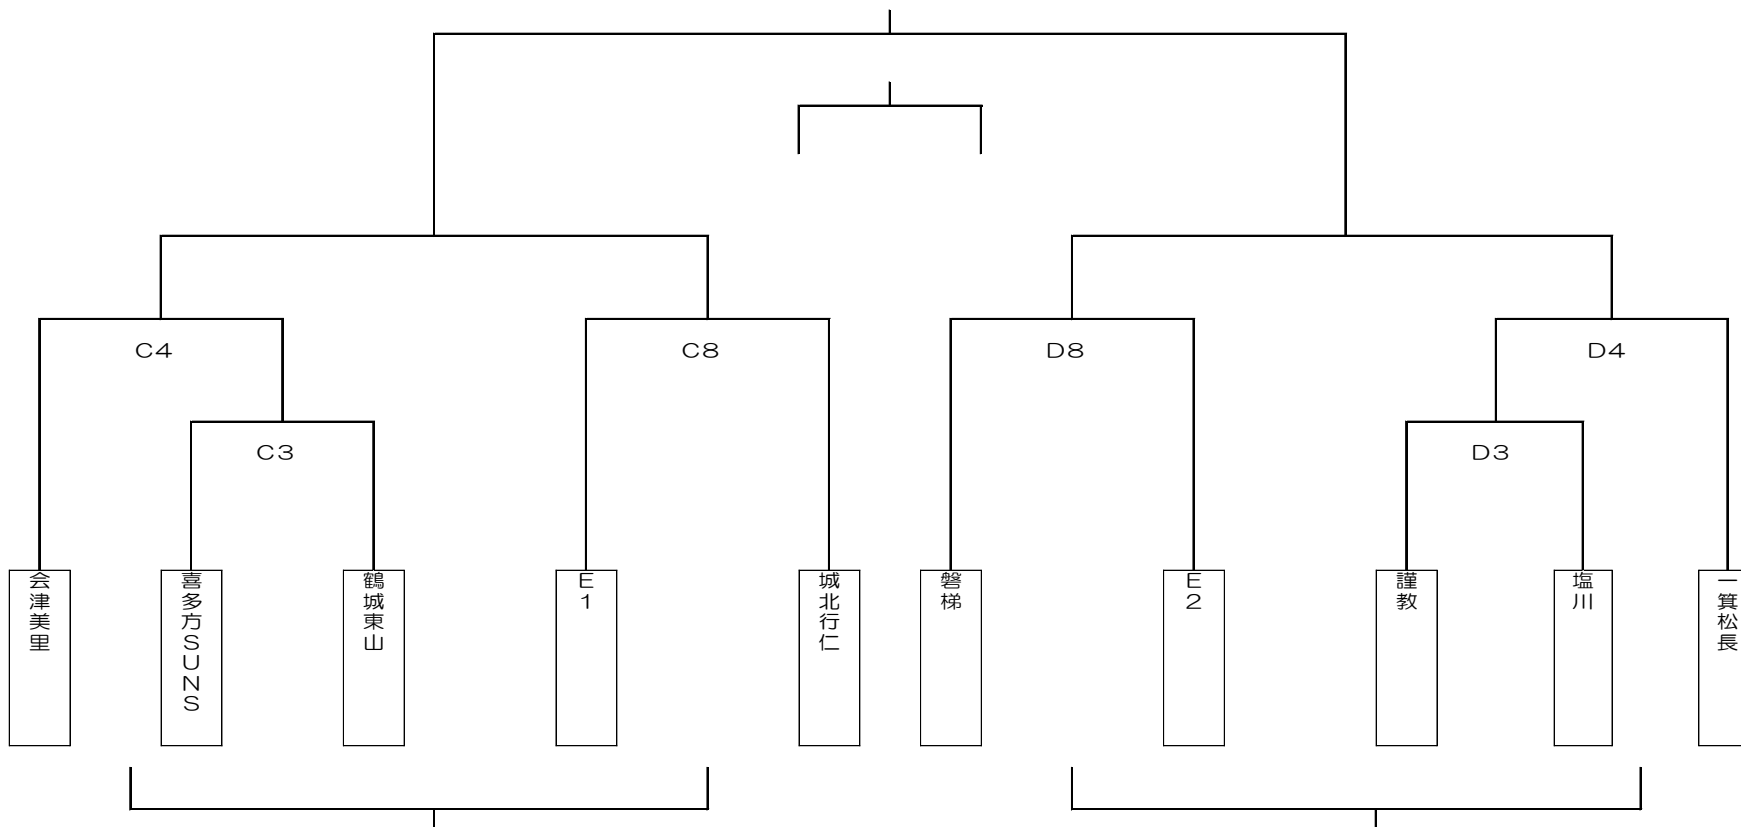 C4
C8
D8
D4
C3
D3
会津美里
喜多方SUNS
鶴城東山
E1
城北行仁
磐梯
E2
謹教
塩川
一箕松長